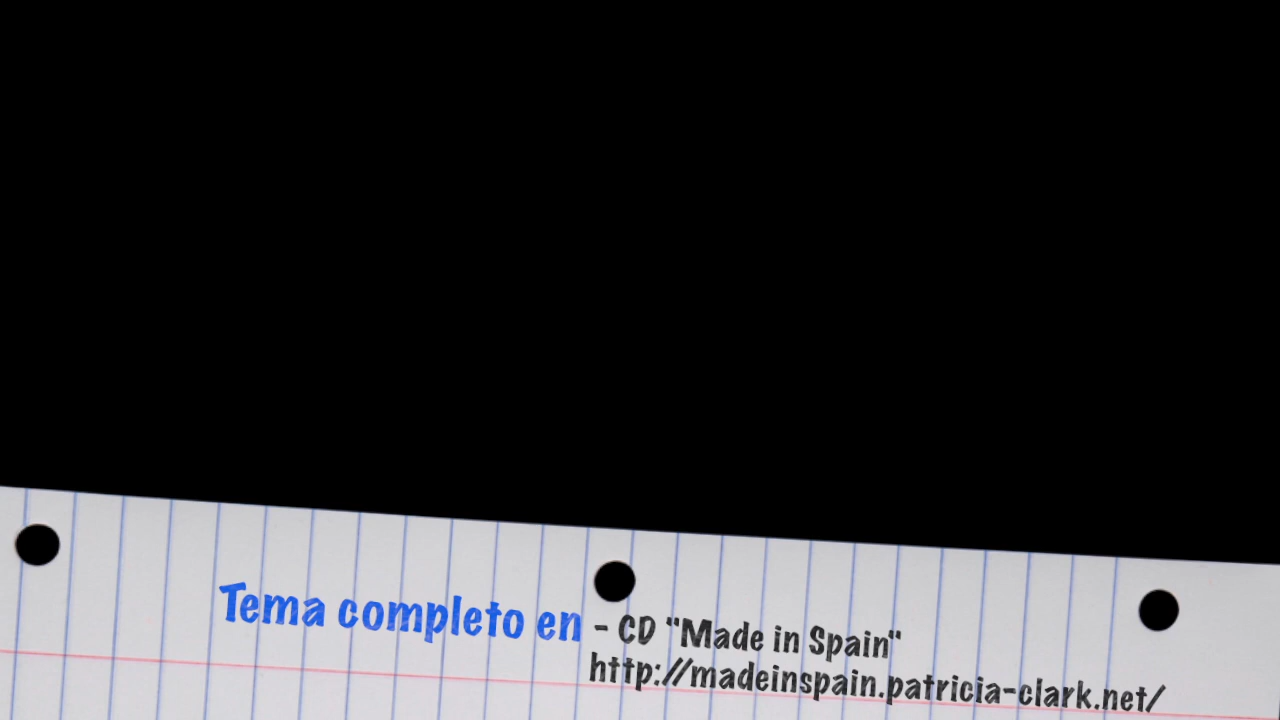 Tema completo en
- CD "Made in Spain"
http://madeinspain.patricia-clark.net/